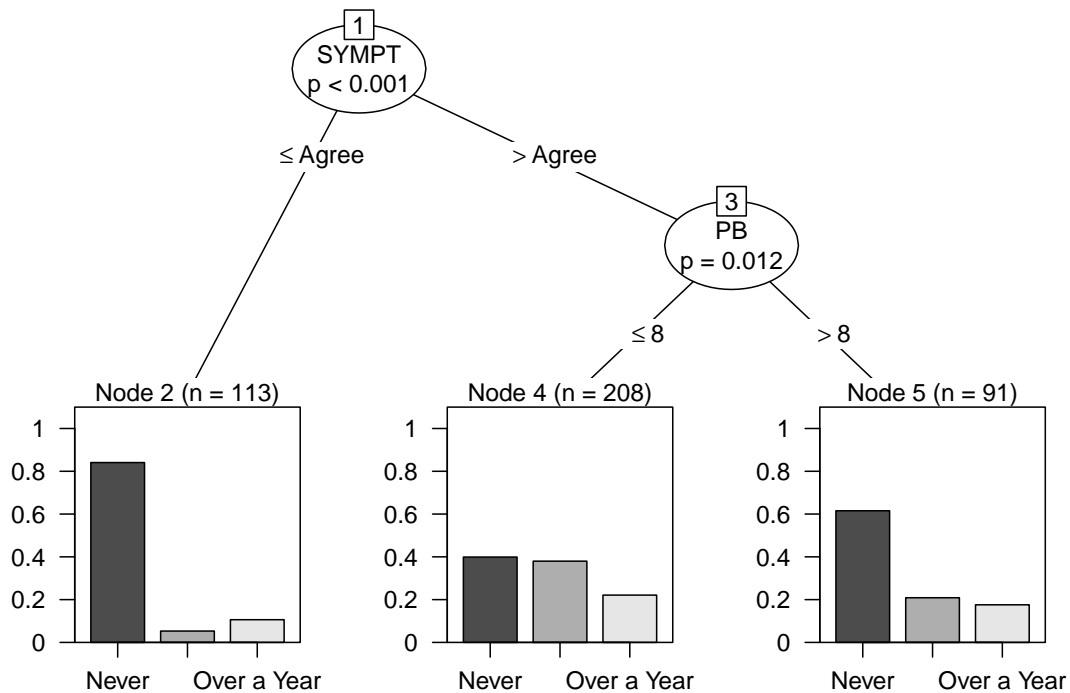 1
SYMPT
p < 0.001
≤ Agree
> Agree
3
PB
p = 0.012
≤ 8
> 8
Node 2 (n = 113)
1
0.8
0.6
0.4
0.2
0
Never
Over a Year
Node 4 (n = 208)
1
0.8
0.6
0.4
0.2
0
Never
Over a Year
Node 5 (n = 91)
1
0.8
0.6
0.4
0.2
0
Never
Over a Year